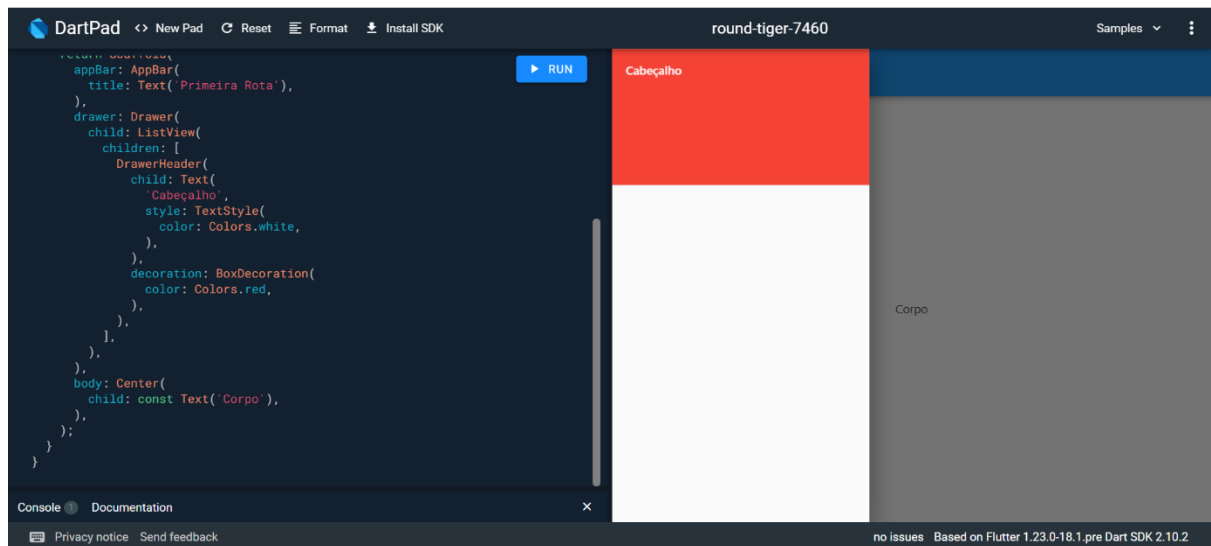 DartPad <> New Pad Reset Format Install SDK round-tiger-7460 Samples
return Scaffold(
appBar: AppBar(
title: Text('Primeira Rota'),
),
drawer: Drawer(
child: ListView(
children: [
DrawerHeader(
child: Text(
'Cabeçalho',
style: TextStyle(
color: Colors.white,
),
),
decoration: BoxDecoration(
color: Colors.red,
),
),
],
),
),
body: Center(
child: const Text('Corpo'),
),
);
}
}
RUN
Cabeçalho
Corpo
Console 1 Documentation ×
Privacy notice Send feedback no issues Based on Flutter 1.23.0-18.1.pre Dart SDK 2.10.2